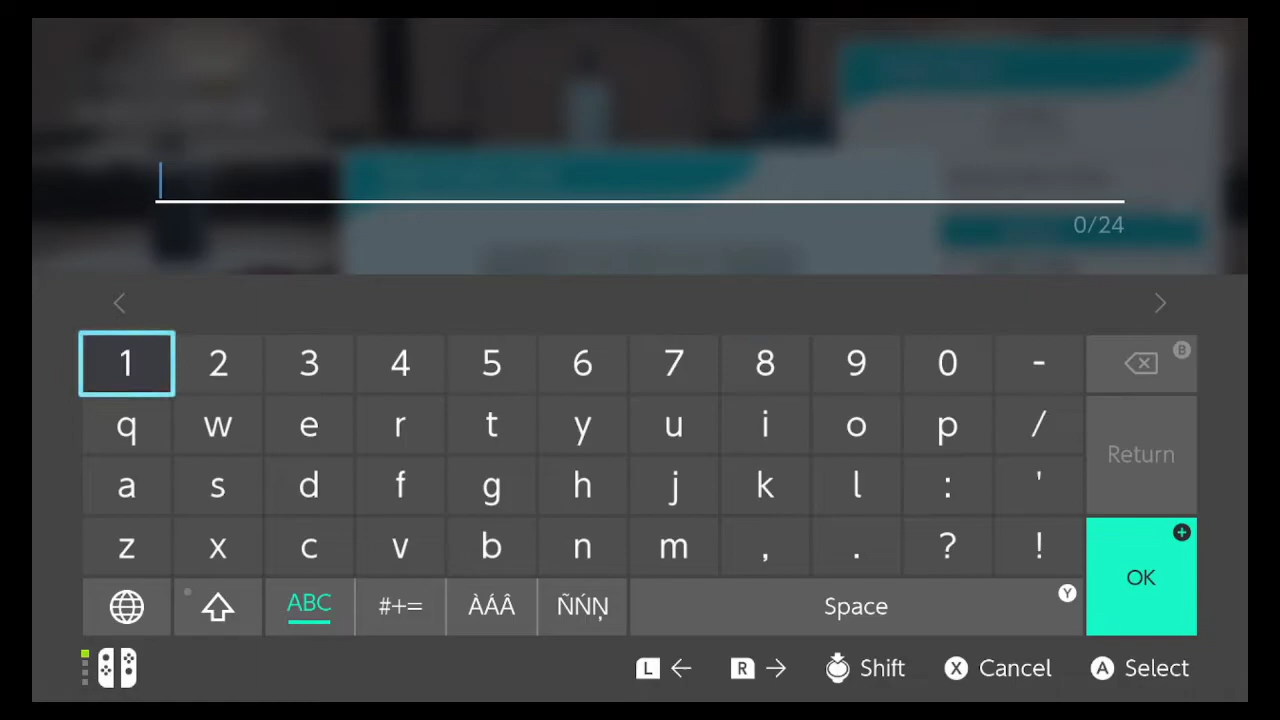 0/24
1 2 3 4 5 6 7 8 9 0 - B
q w e r t y u i o p / Return
a s d f g h j k l : '
z x c v b n m , . ? ! + OK
ABC #+= ÀÁÂ ÑŃŅ Space Y
L ← R → Shift X Cancel A Select